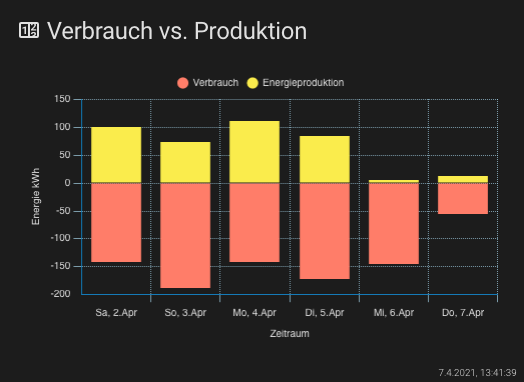 Verbrauch vs. Produktion
Verbrauch Energieproduktion
150
100
50
0
-50
-100
-150
-200
Energie kWh
Sa, 2.Apr So, 3.Apr Mo, 4.Apr Di, 5.Apr Mi, 6.Apr Do, 7.Apr
Zeitraum
7.4.2021, 13:41:39